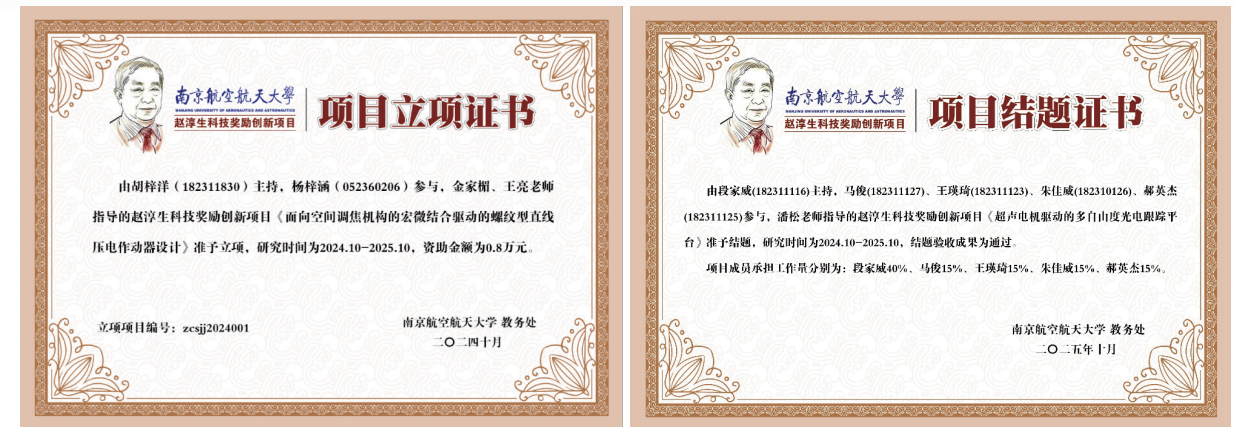 南京航空航天大學
NANJING UNIVERSITY OF AERONAUTICS AND ASTRONAUTICS
赵淳生科技奖励创新项目
项目立项证书
由胡梓洋（182311830）主持，杨梓涵（052360206）参与，金家楣、王亮老师
指导的赵淳生科技奖励创新项目《面向空间调焦机构的宏微结合驱动的螺纹型直线
压电作动器设计》准予立项，研究时间为2024.10-2025.10，资助金额为0.8万元。
立项项目编号：zcsjj2024001
南京航空航天大学 教务处
二〇二四十月
南京航空航天大學
NANJING UNIVERSITY OF AERONAUTICS AND ASTRONAUTICS
赵淳生科技奖励创新项目
项目结题证书
由段家威(182311116)主持，马俊(182311127)、王瑛琦(182311123)、朱佳威(182310126)、郝英杰
(182311125)参与，潘松老师指导的赵淳生科技奖励创新项目《超声电机驱动的多自由度光电跟踪平
台》准予结题，研究时间为2024.10-2025.10，结题验收成果为通过。
项目成员承担工作量分别为：段家威40%、马俊15%、王瑛琦15%、朱佳威15%、郝英杰15%。
南京航空航天大学 教务处
二〇二五年十月